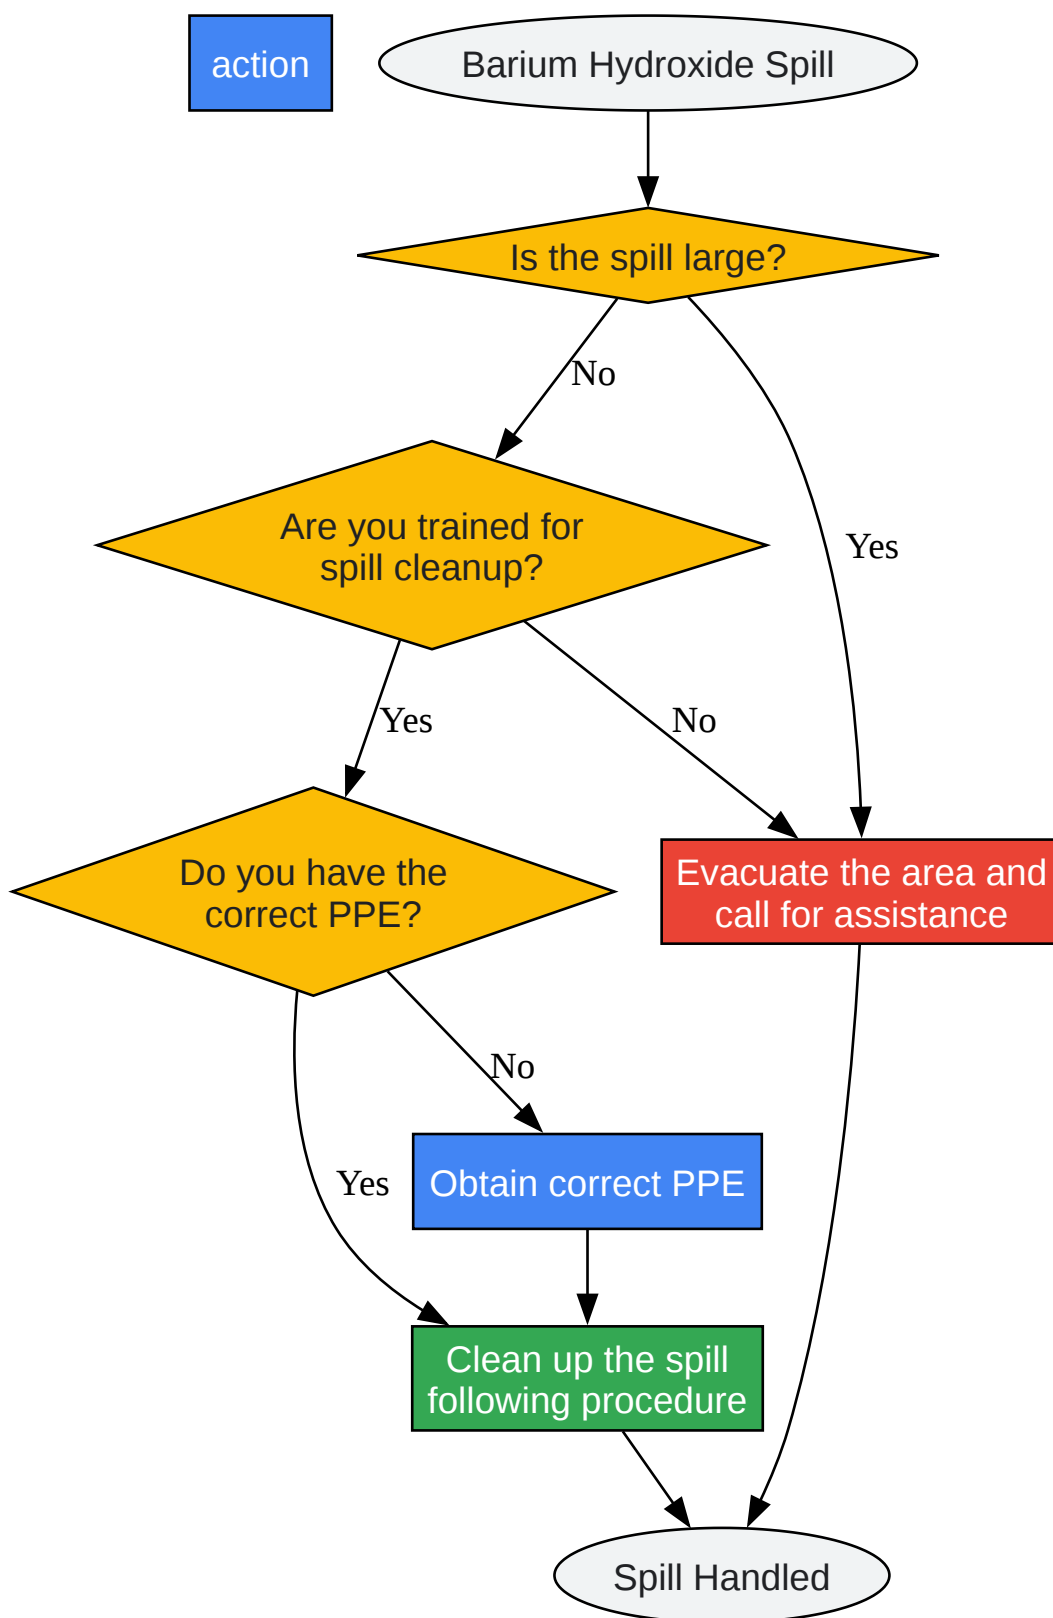 action
Barium Hydroxide Spill
Is the spill large?
No
Are you trained for
spill cleanup?
Yes
Yes
No
Do you have the
correct PPE?
Evacuate the area and
call for assistance
No
Yes
Obtain correct PPE
Clean up the spill
following procedure
Spill Handled